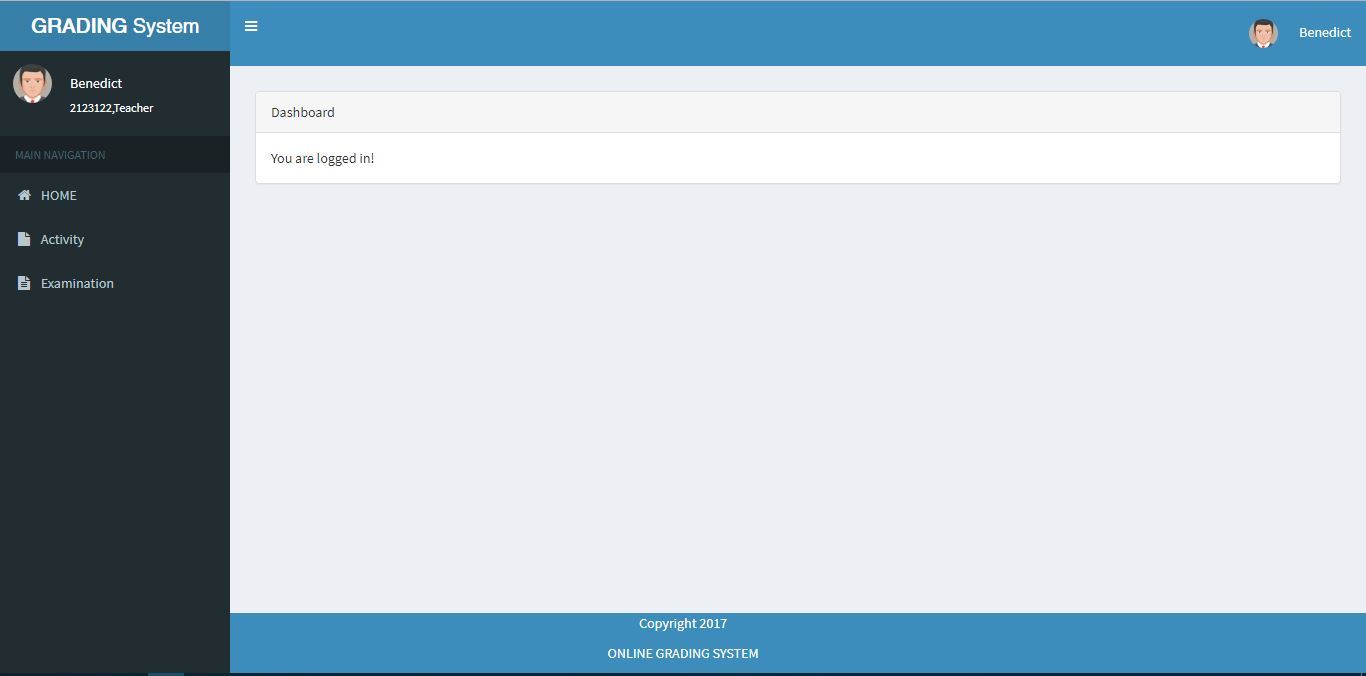 GRADING System
Benedict
Benedict
2123122,Teacher
MAIN NAVIGATION
HOME
Activity
Examination
Dashboard
You are logged in!
Copyright 2017
ONLINE GRADING SYSTEM